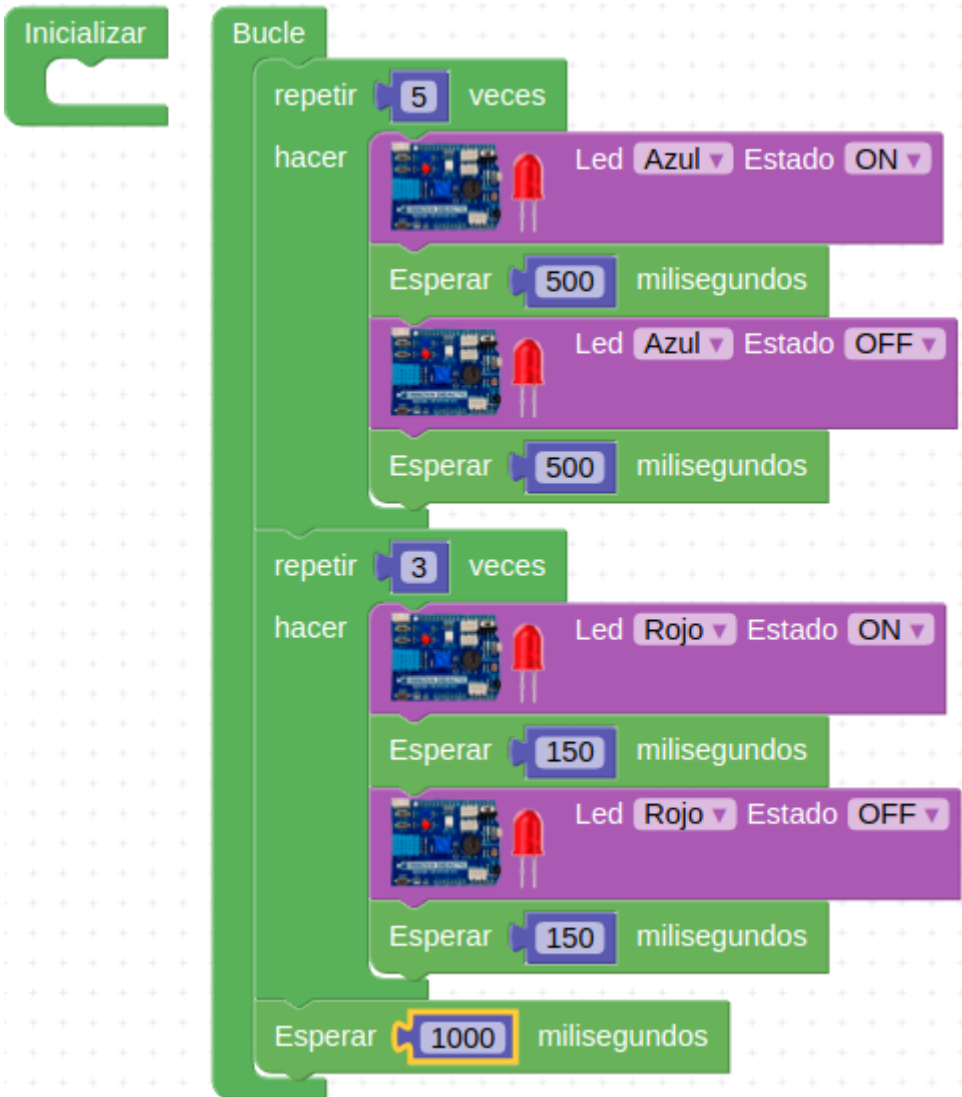 Inicializar
Bucle
repetir 5 veces
hacer
Led Azul Estado ON
Esperar 500 milisegundos
Led Azul Estado OFF
Esperar 500 milisegundos
repetir 3 veces
hacer
Led Rojo Estado ON
Esperar 150 milisegundos
Led Rojo Estado OFF
Esperar 150 milisegundos
Esperar 1000 milisegundos